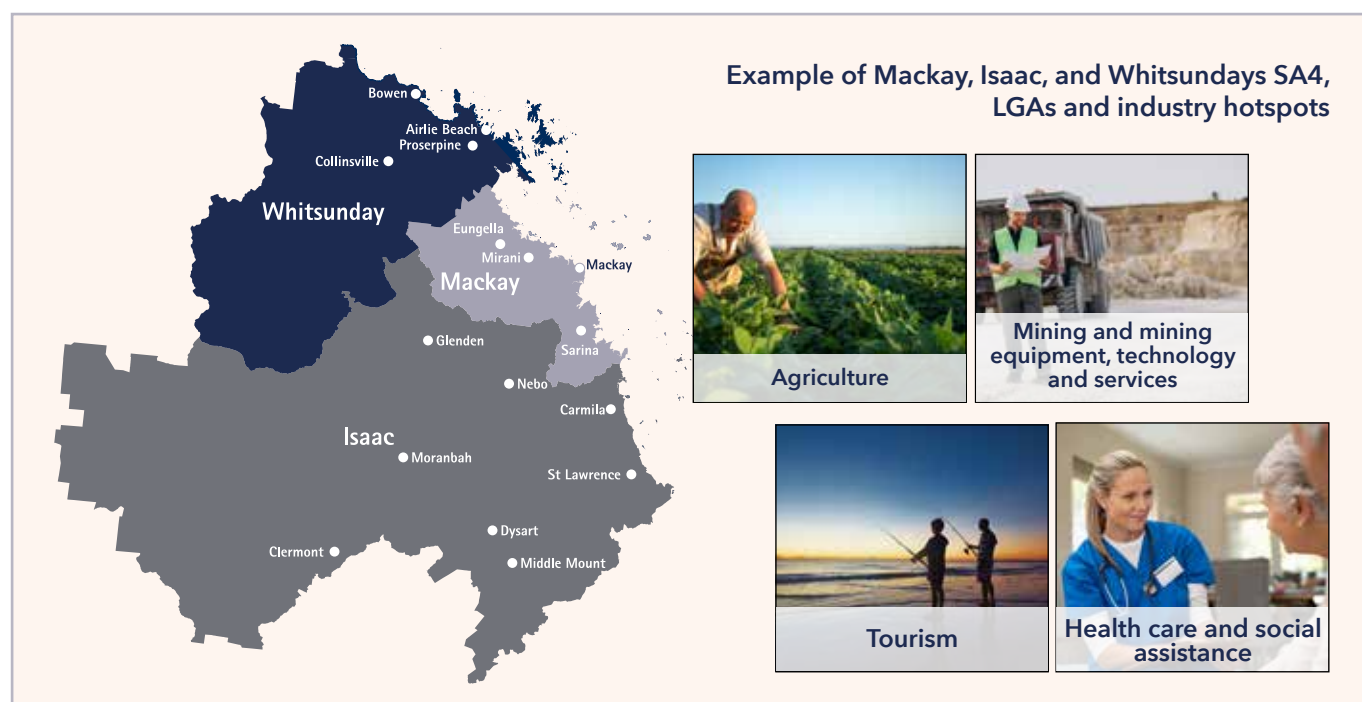 Example of Mackay, Isaac, and Whitsundays SA4,
LGAs and industry hotspots
Bowen
Airlie Beach
Proserpine
Collinsville
Whitsunday
Eungella
Mirani
Mackay
Mackay
Glenden
Sarina
Nebo
Carmila
Isaac
Moranbah
St Lawrence
Dysart
Clermont
Middle Mount
Agriculture
Mining and mining
equipment, technology
and services
Tourism
Health care and social
assistance